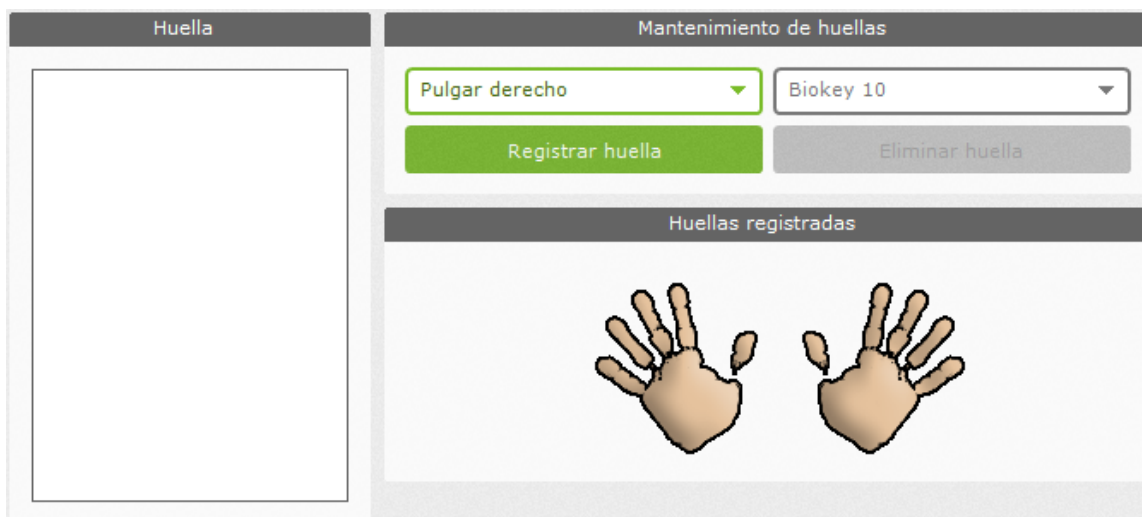 Huella
Mantenimiento de huellas
Pulgar derecho
Biokey 10
Registrar huella
Eliminar huella
Huellas registradas